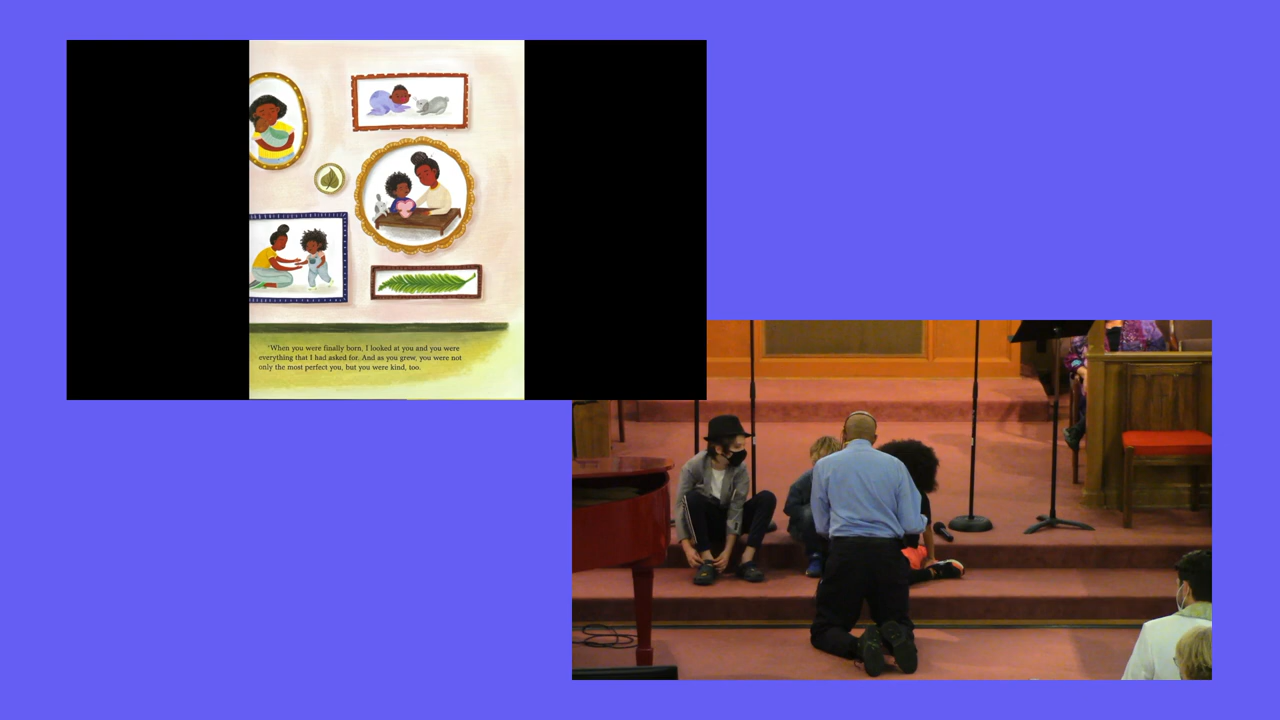 "When you were finally born, I looked at you and you were
everything that I had asked for. And as you grew, you were not
only the most perfect you, but you were kind, too.